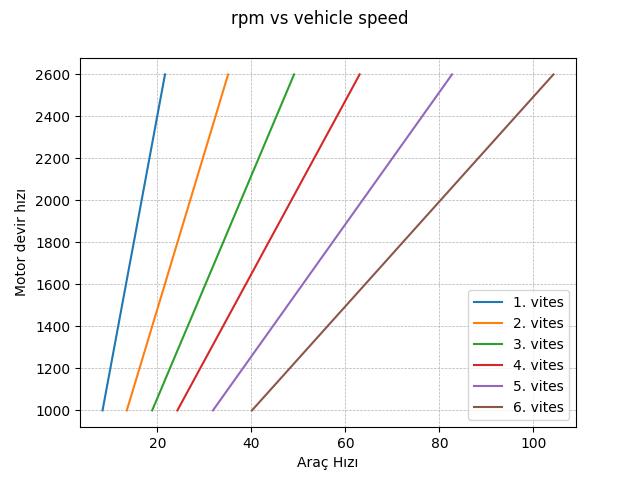 rpm vs vehicle speed
2600
2400
2200
2000
1800
1600
1400
1200
1000
Motor devir hızı
20
40
60
80
100
Araç Hızı
1. vites
2. vites
3. vites
4. vites
5. vites
6. vites